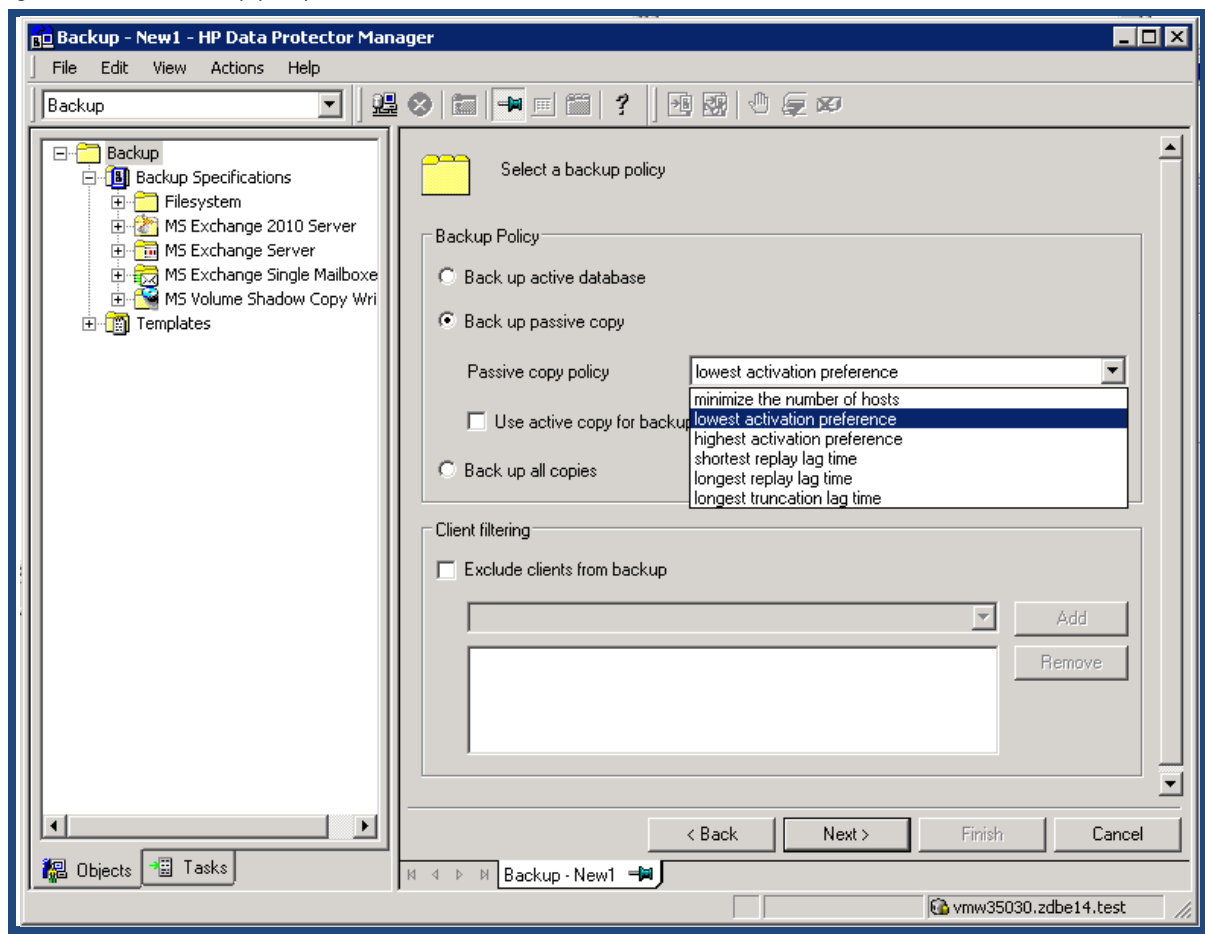 Backup - New1 - HP Data Protector Manager
File Edit View Actions Help
Backup
Backup
Backup Specifications
Filesystem
MS Exchange 2010 Server
MS Exchange Server
MS Exchange Single Mailboxe
MS Volume Shadow Copy Wri
Templates
Objects
Tasks
Select a backup policy
Backup Policy
Back up active database
Back up passive copy
Passive copy policy
lowest activation preference
minimize the number of hosts
lowest activation preference
highest activation preference
shortest replay lag time
longest replay lag time
longest truncation lag time
Use active copy for backup
Back up all copies
Client filtering
Exclude clients from backup
Add
Remove
< Back
Next >
Finish
Cancel
Backup - New1
vmw35030.zdbe14.test